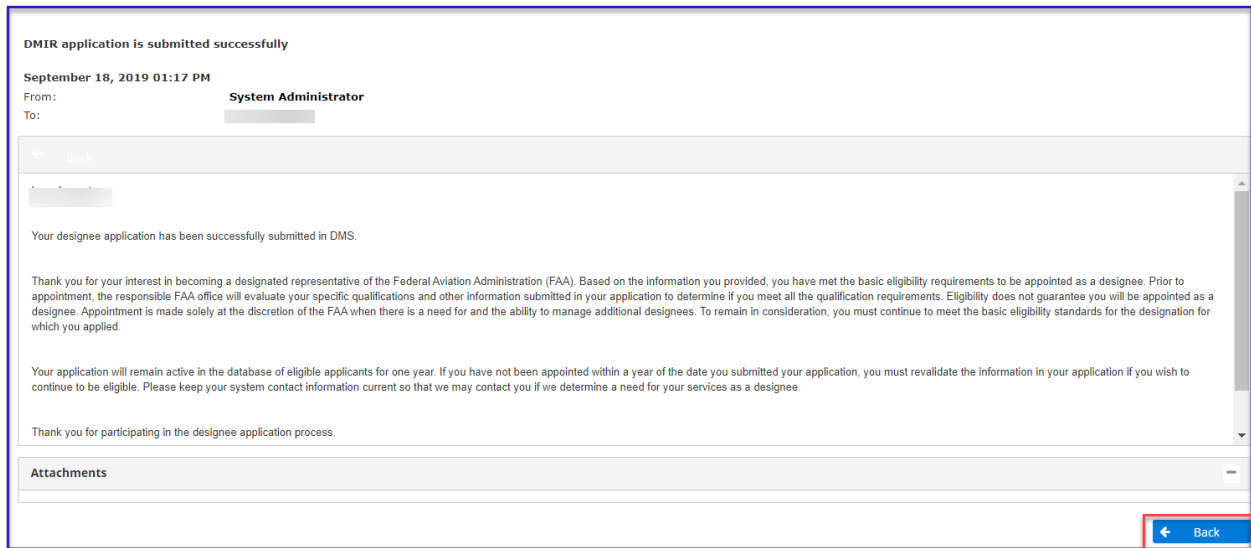 DMIR application is submitted successfully
September 18, 2019 01:17 PM
From: System Administrator
To:
Back
Your designee application has been successfully submitted in DMS.
Thank you for your interest in becoming a designated representative of the Federal Aviation Administration (FAA). Based on the information you provided, you have met the basic eligibility requirements to be appointed as a designee. Prior to
appointment, the responsible FAA office will evaluate your specific qualifications and other information submitted in your application to determine if you meet all the qualification requirements. Eligibility does not guarantee you will be appointed as a
designee. Appointment is made solely at the discretion of the FAA when there is a need for and the ability to manage additional designees. To remain in consideration, you must continue to meet the basic eligibility standards for the designation for
which you applied.
Your application will remain active in the database of eligible applicants for one year. If you have not been appointed within a year of the date you submitted your application, you must revalidate the information in your application if you wish to
continue to be eligible. Please keep your system contact information current so that we may contact you if we determine a need for your services as a designee.
Thank you for participating in the designee application process.
Attachments
Back